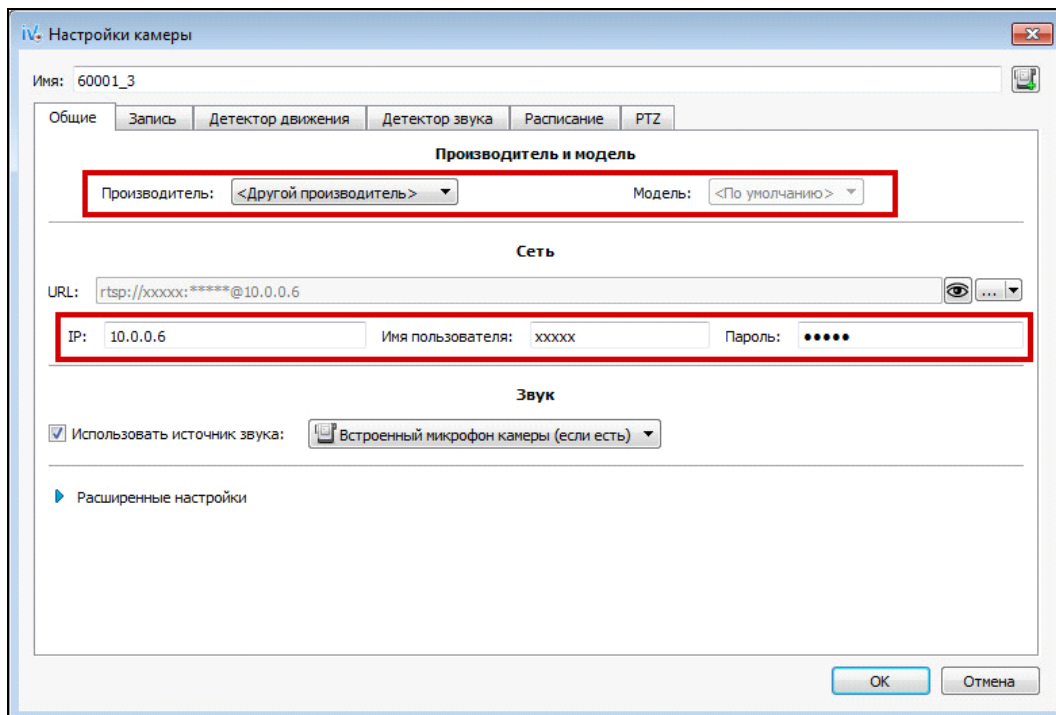 iV Настройки камеры
Имя: 60001_3
Общие Запись Детектор движения Детектор звука Расписание PTZ
Производитель и модель
Производитель: <Другой производитель> Модель: <По умолчанию>
Сеть
URL: rtsp://xxxxx:*****@10.0.0.6 ...
IP: 10.0.0.6 Имя пользователя: xxxxx Пароль: •••••
Звук
Использовать источник звука: Встроенный микрофон камеры (если есть)
Расширенные настройки
OK Отмена